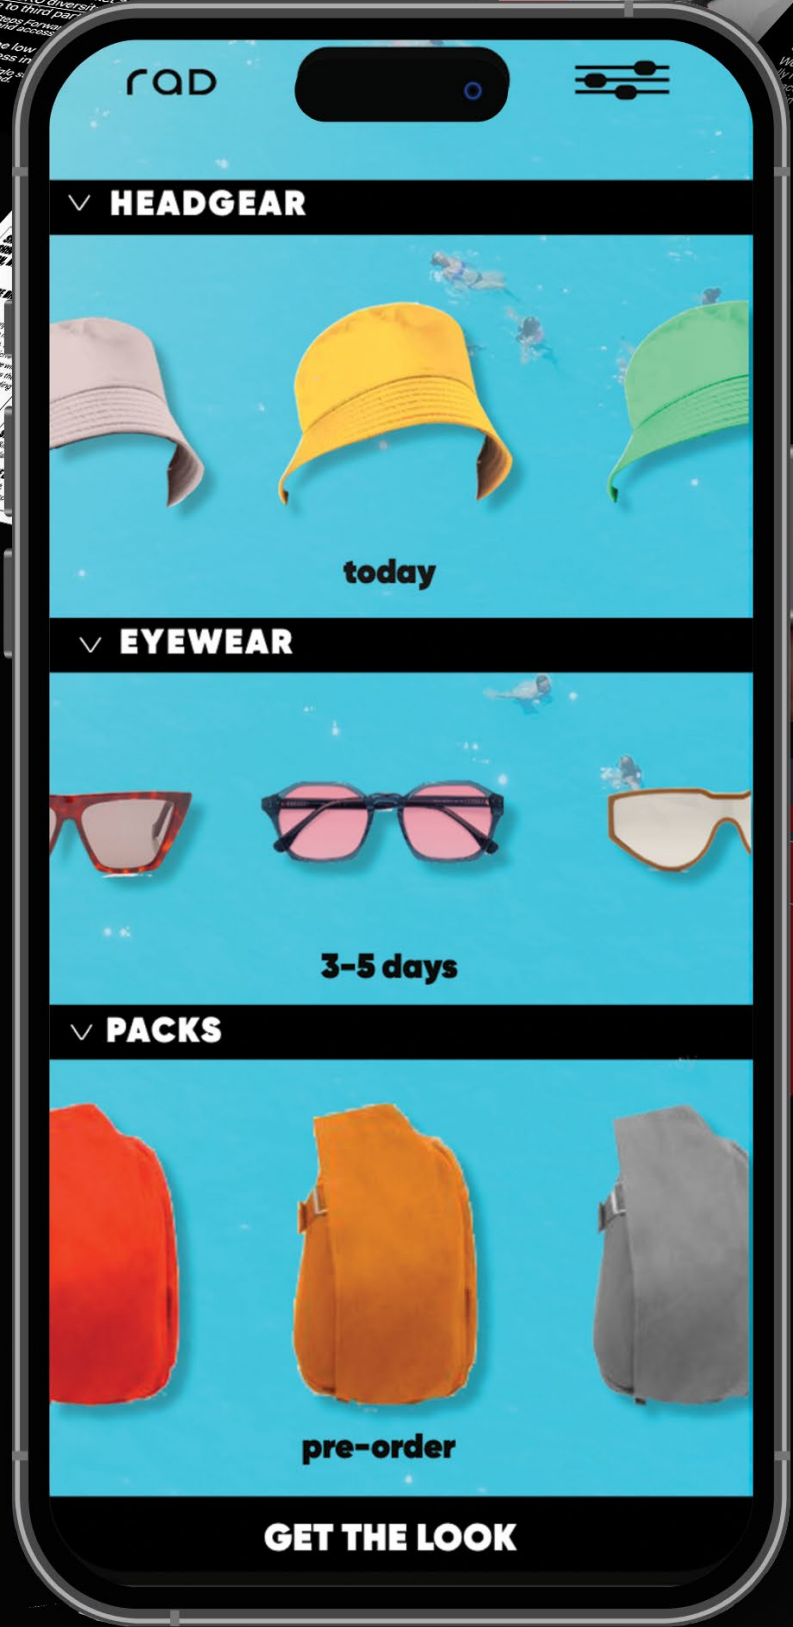 rad
HEADGEAR
today
EYEWEAR
3-5 days
PACKS
pre-order
GET THE LOOK